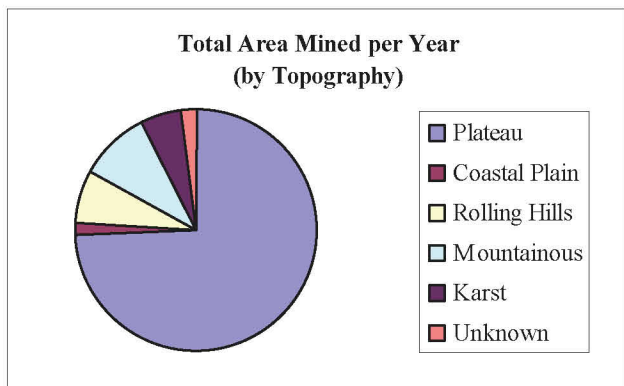 Total Area Mined per Year
(by Topography)
Plateau
Coastal Plain
Rolling Hills
Mountainous
Karst
Unknown